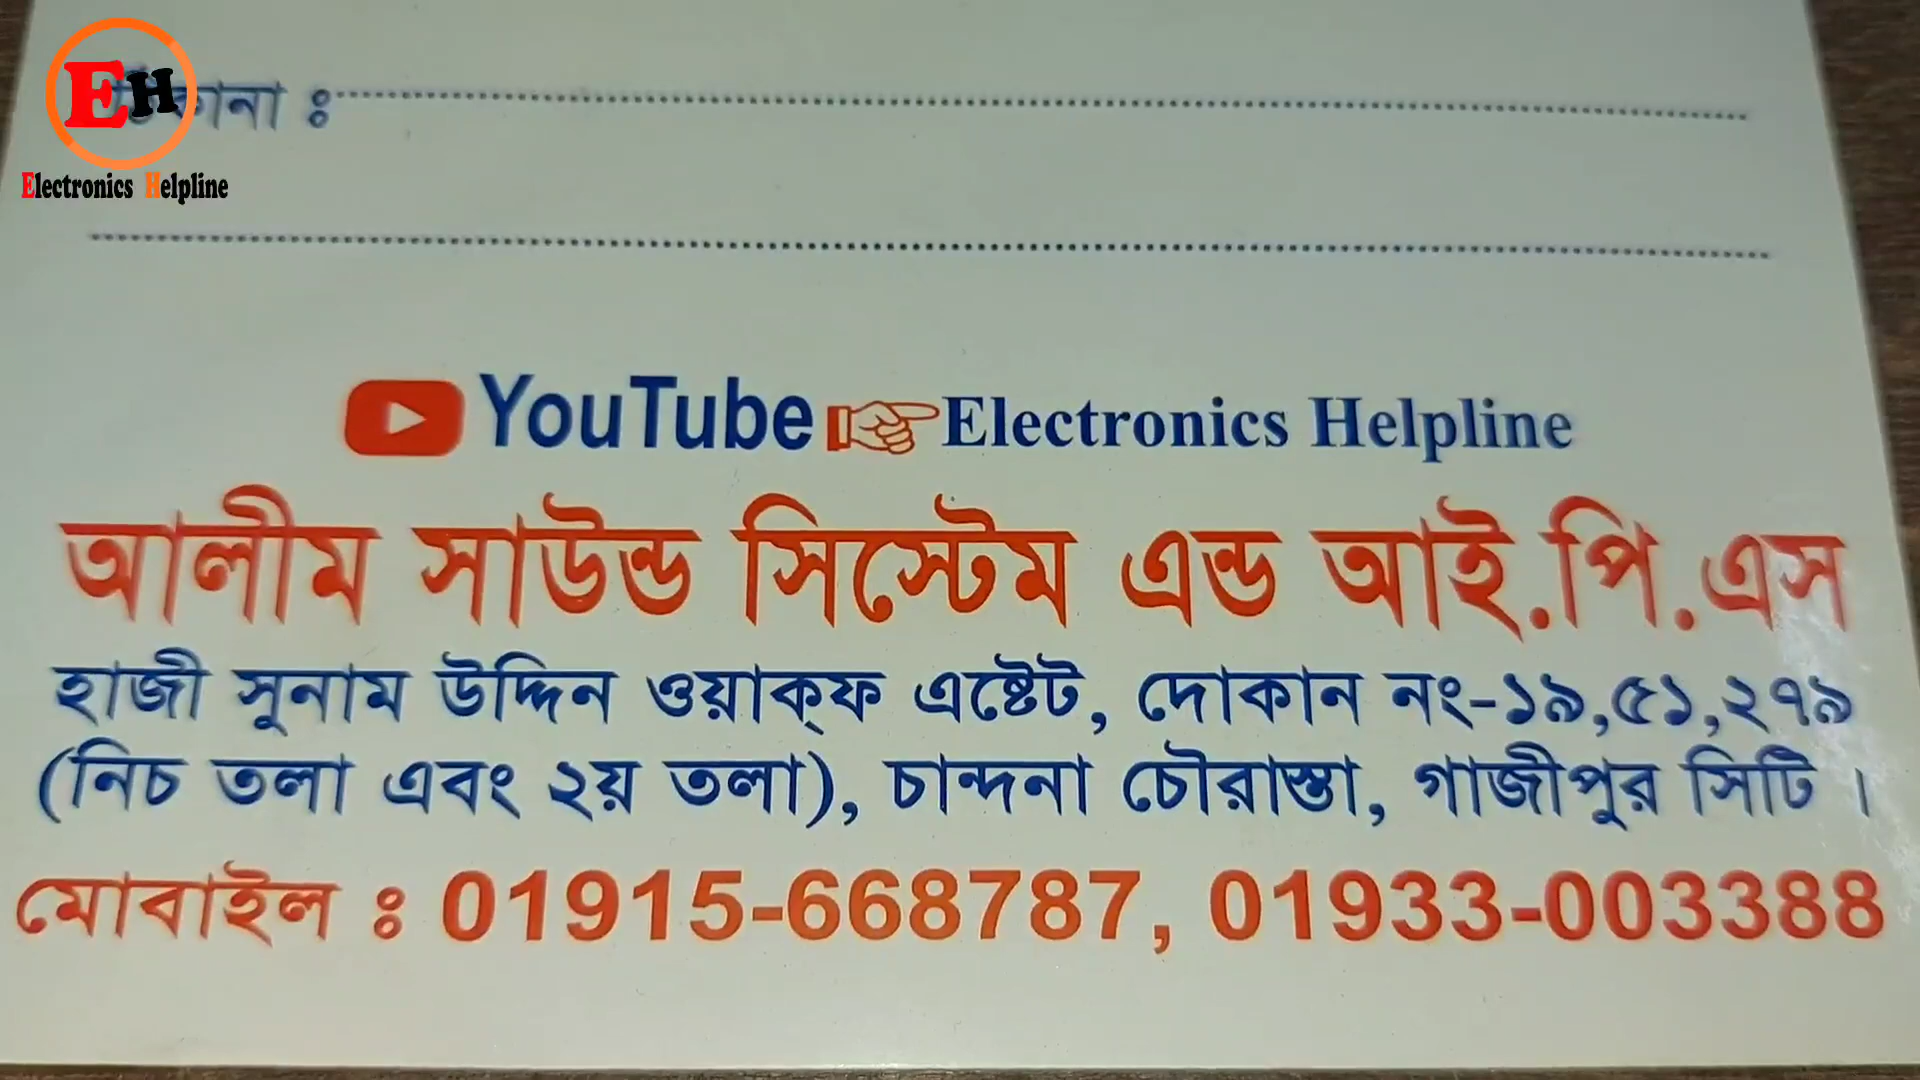 EH
Electronics Helpline
ঠিকানা ঃ
YouTube Electronics Helpline
আলীম সাউন্ড সিস্টেম এন্ড আই.পি.এস
হাজী সুনাম উদ্দিন ওয়াক্‌ফ এষ্টেট, দোকান নং-১৯,৫১,২৭৯
(নিচ তলা এবং ২য় তলা), চান্দনা চৌরাস্তা, গাজীপুর সিটি ।
মোবাইল ঃ 01915-668787, 01933-003388